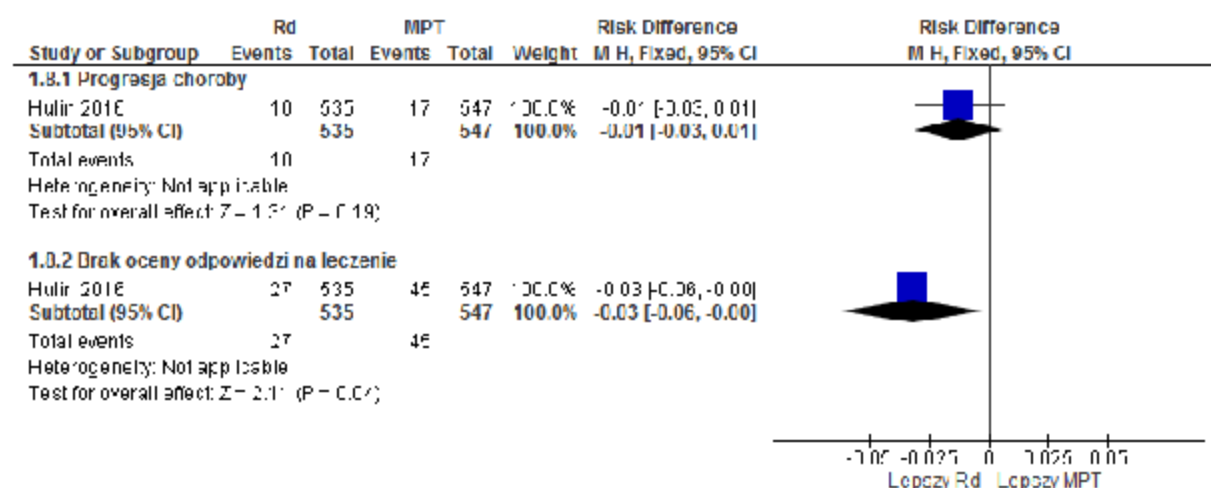 Rd MPT Risk Difference Risk Difference
Study or Subgroup Events Total Events Total Weight M-H, Fixed, 95% CI M-H, Fixed, 95% CI
1.8.1 Progresja choroby
Hulin 2016 10 535 17 547 100.0% -0.01 [-0.03, 0.01]
Subtotal (95% CI) 535 547 100.0% -0.01 [-0.03, 0.01]
Total events 10 17
Heterogeneity: Not applicable
Test for overall effect: Z = 1.31 (P = 0.19)
1.8.2 Brak oceny odpowiedzi na leczenie
Hulin 2016 27 535 45 547 100.0% -0.03 [-0.06, -0.00]
Subtotal (95% CI) 535 547 100.0% -0.03 [-0.06, -0.00]
Total events 27 45
Heterogeneity: Not applicable
Test for overall effect: Z = 2.11 (P = 0.04)
-0.05 -0.025 0 0.025 0.05
Lepszy Rd Lepszy MPT